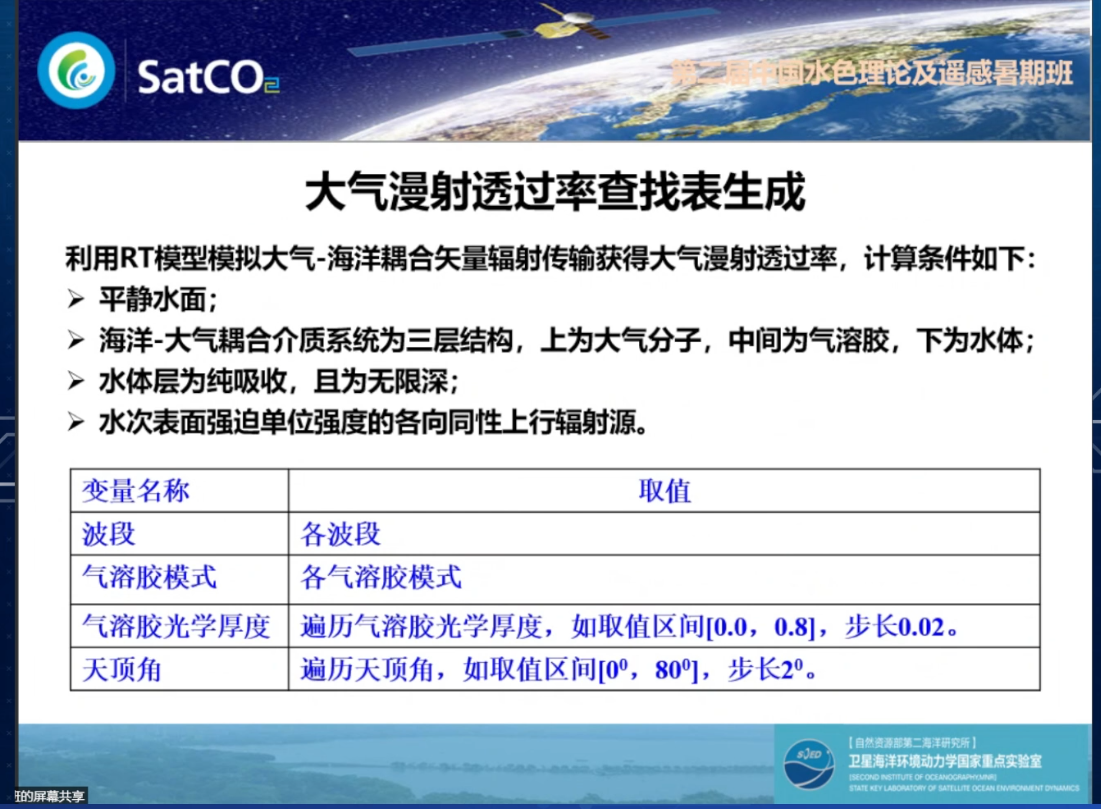 SatCO2
第二届中国水色理论及遥感暑期班
大气漫射透过率查找表生成
利用RT模型模拟大气-海洋耦合矢量辐射传输获得大气漫射透过率，计算条件如下：
➢ 平静水面；
➢ 海洋-大气耦合介质系统为三层结构，上为大气分子，中间为气溶胶，下为水体；
➢ 水体层为纯吸收，且为无限深；
➢ 水次表面强迫单位强度的各向同性上行辐射源。
变量名称 取值
波段 各波段
气溶胶模式 各气溶胶模式
气溶胶光学厚度 遍历气溶胶光学厚度，如取值区间[0.0，0.8]，步长0.02。
天顶角 遍历天顶角，如取值区间[0⁰，80⁰]，步长2⁰。
SOED
【自然资源部第二海洋研究所】
卫星海洋环境动力学国家重点实验室
(SECOND INSTITUTE OF OCEANOGRAPHY,MNR)
STATE KEY LABORATORY OF SATELLITE OCEAN ENVIRONMENT DYNAMICS
的屏幕共享